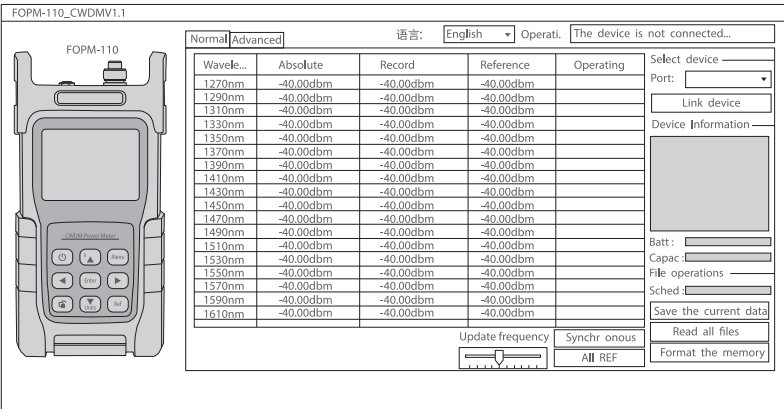 FOPM-110_CWDMV1.1
FOPM-110
CWDM Power Meter
λ
Menu
Enter
Units
Ref
Normal Advanced 语言: English Operati. The device is not connected...
Wavele... Absolute Record Reference Operating
1270nm -40.00dbm -40.00dbm -40.00dbm
1290nm -40.00dbm -40.00dbm -40.00dbm
1310nm -40.00dbm -40.00dbm -40.00dbm
1330nm -40.00dbm -40.00dbm -40.00dbm
1350nm -40.00dbm -40.00dbm -40.00dbm
1370nm -40.00dbm -40.00dbm -40.00dbm
1390nm -40.00dbm -40.00dbm -40.00dbm
1410nm -40.00dbm -40.00dbm -40.00dbm
1430nm -40.00dbm -40.00dbm -40.00dbm
1450nm -40.00dbm -40.00dbm -40.00dbm
1470nm -40.00dbm -40.00dbm -40.00dbm
1490nm -40.00dbm -40.00dbm -40.00dbm
1510nm -40.00dbm -40.00dbm -40.00dbm
1530nm -40.00dbm -40.00dbm -40.00dbm
1550nm -40.00dbm -40.00dbm -40.00dbm
1570nm -40.00dbm -40.00dbm -40.00dbm
1590nm -40.00dbm -40.00dbm -40.00dbm
1610nm -40.00dbm -40.00dbm -40.00dbm
Update frequency Synchr onous
All REF
Select device
Port:
Link device
Device Information
Batt :
Capac :
File operations
Sched :
Save the current data
Read all files
Format the memory